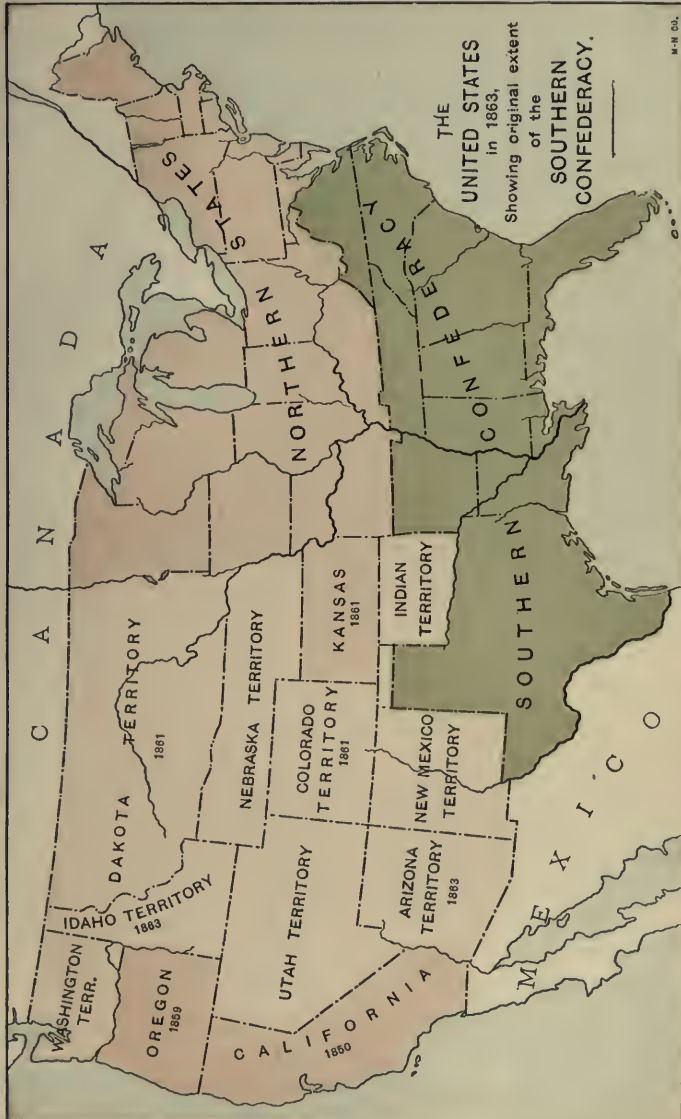 THE
UNITED STATES
in 1863,
Showing original extent
of the
SOUTHERN
CONFEDERACY.
CANADA
NORTHERN STATES
SOUTHERN CONFEDERACY
MEXICO
WASHINGTON
TERR.
OREGON
1859
CALIFORNIA
1850
IDAHO TERRITORY
1863
DAKOTA TERRITORY
1861
NEBRASKA TERRITORY
UTAH TERRITORY
COLORADO
TERRITORY
1861
KANSAS
1861
ARIZONA
TERRITORY
1863
NEW MEXICO
TERRITORY
INDIAN
TERRITORY
M-N CO.